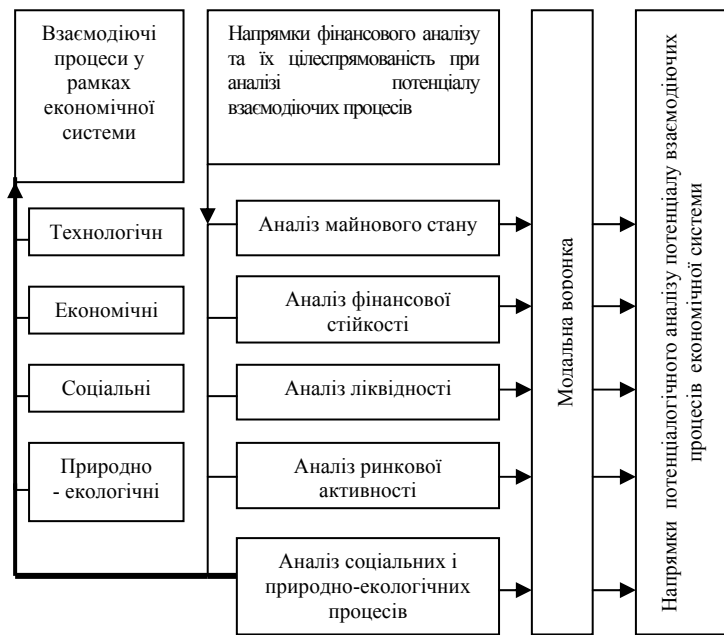 Взаємодіючі
процеси у
рамках
економічної
системи
Напрямки фінансового аналізу
та їх цілеспрямованість при
аналізі потенціалу
взаємодіючих процесів
Технологічн
Економічні
Соціальні
Природно
- екологічні
Аналіз майнового стану
Аналіз фінансової
стійкості
Аналіз ліквідності
Аналіз ринкової
активності
Аналіз соціальних і
природно-екологічних
процесів
Модальна воронка
Напрямки потенціалогічного аналізу потенціалу взаємодіючих
процесів економічної системи